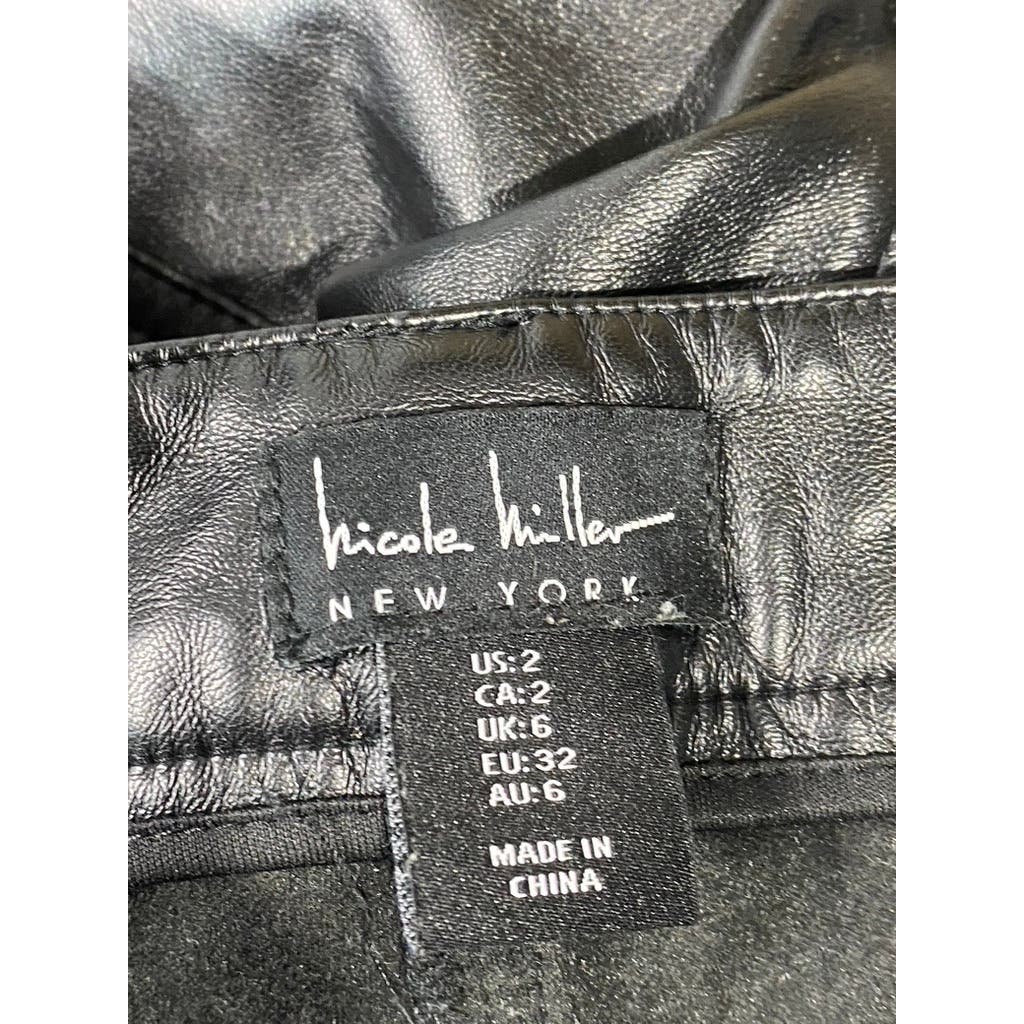 nicole miller
NEW YORK
US:2
CA:2
UK:6
EU:32
AU:6
MADE IN
CHINA